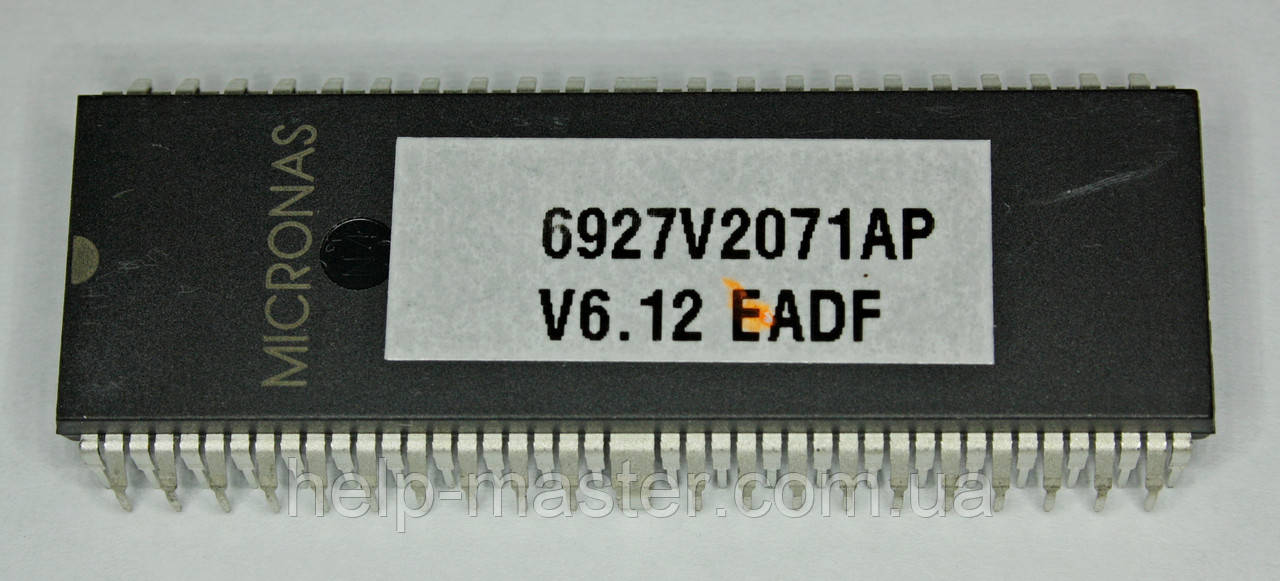 MICRONAS
6927V2071AP
V6.12 EADF
help-master.com.ua